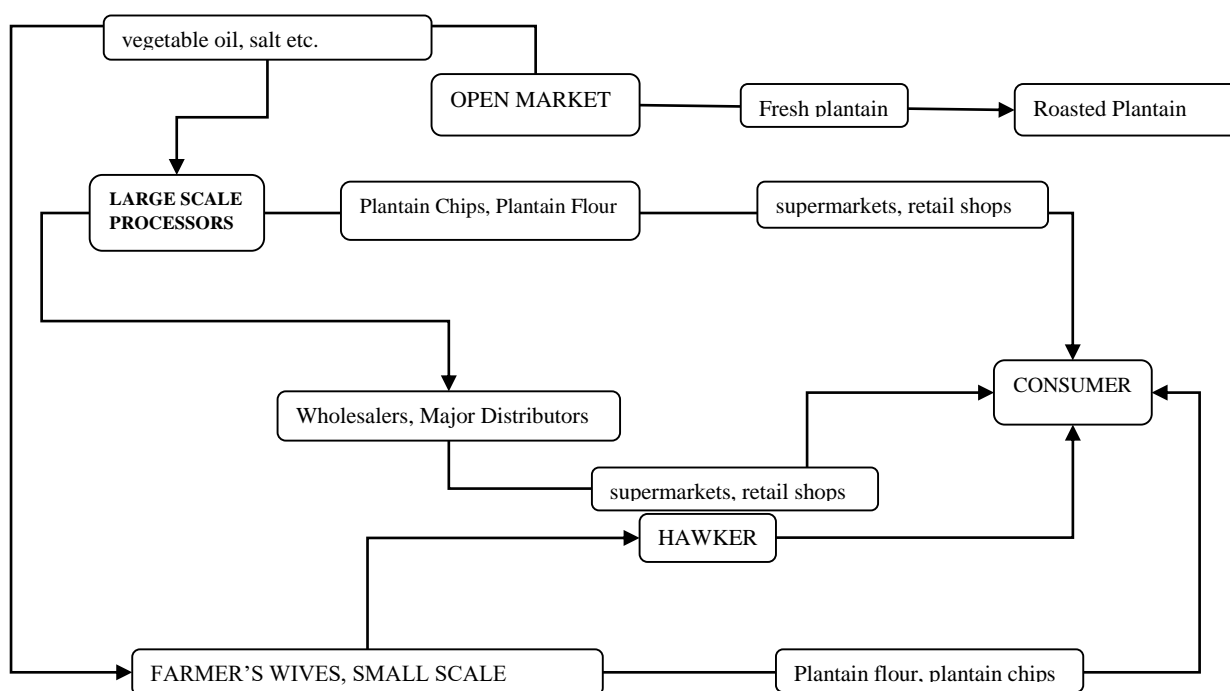 vegetable oil, salt etc.
OPEN MARKET
Fresh plantain
Roasted Plantain
LARGE SCALE
PROCESSORS
Plantain Chips, Plantain Flour
supermarkets, retail shops
CONSUMER
Wholesalers, Major Distributors
supermarkets, retail shops
HAWKER
FARMER'S WIVES, SMALL SCALE
Plantain flour, plantain chips